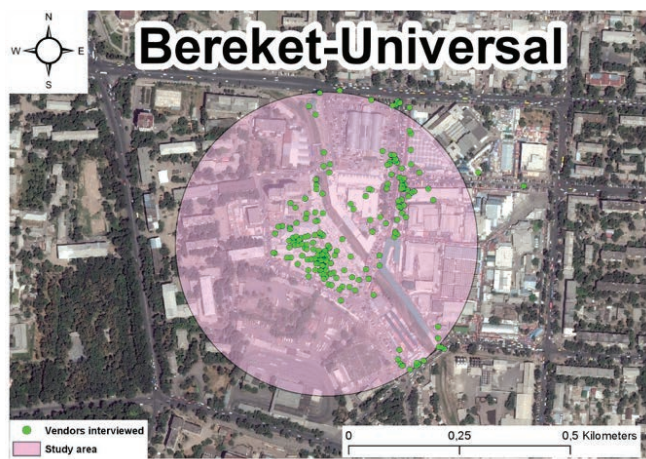 N
Bereket-Universal
W E
S
Vendors interviewed
Study area
0 0,25 0,5 Kilometers